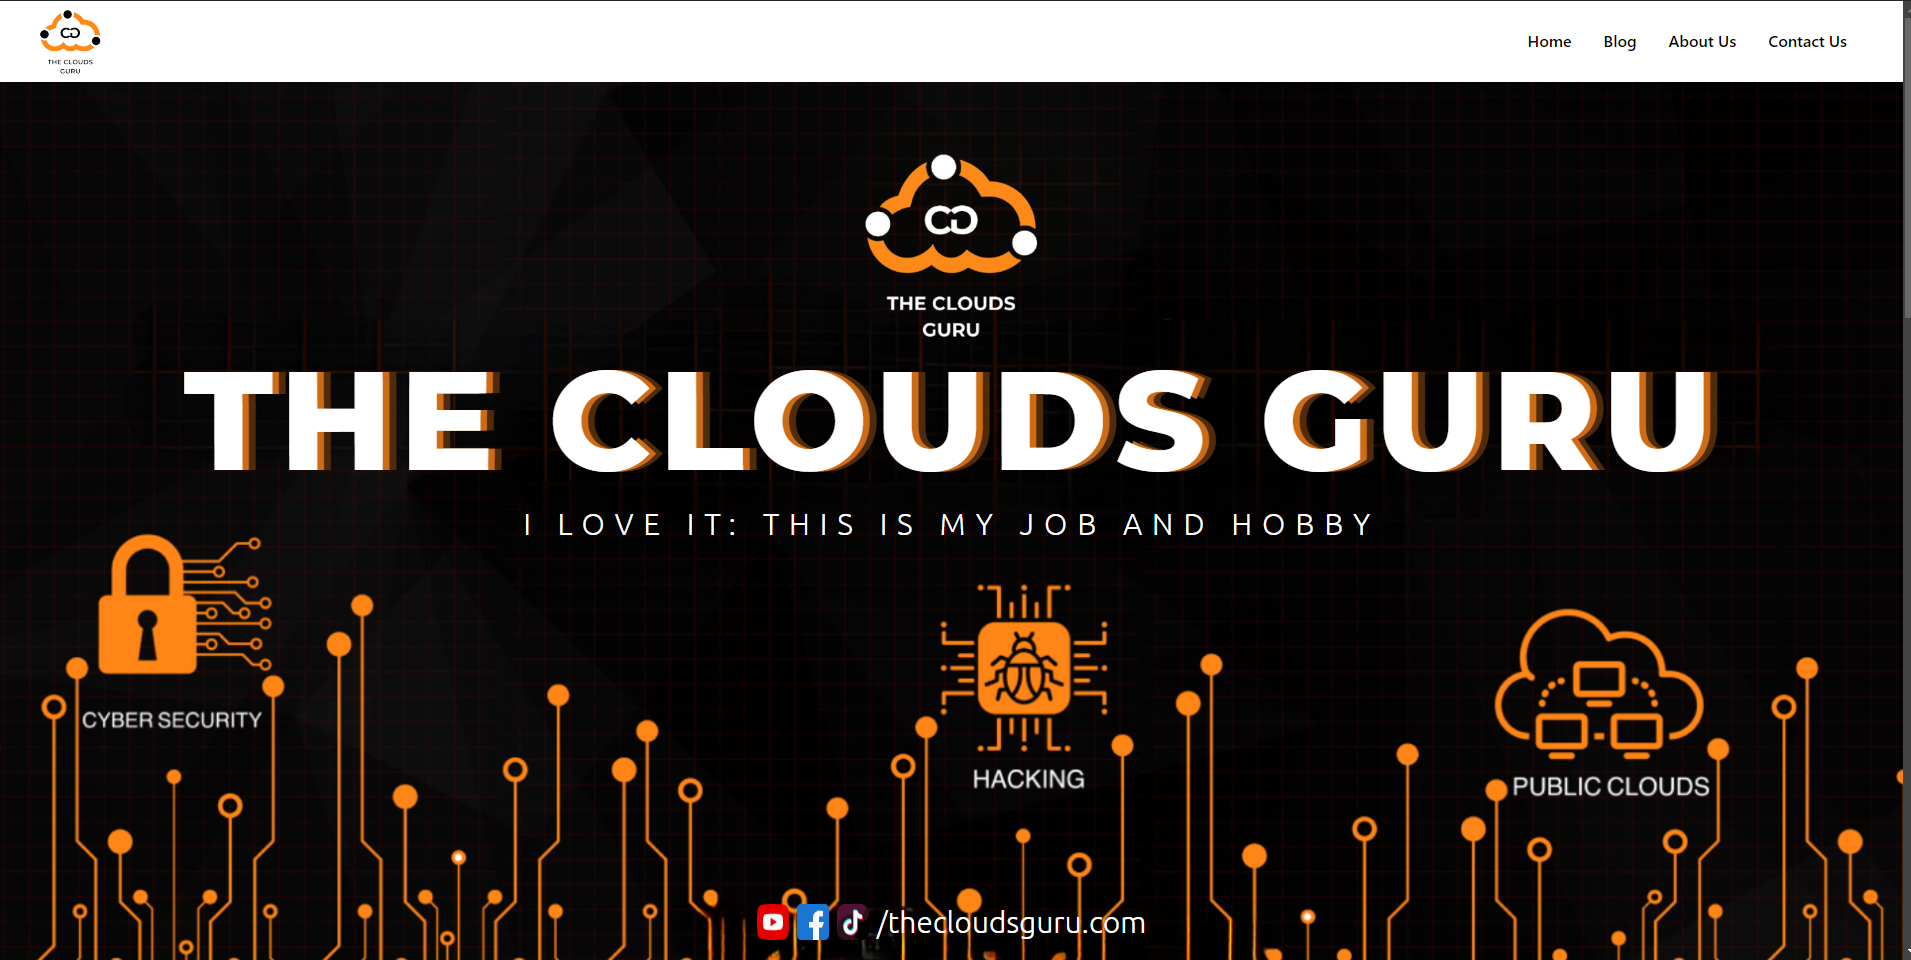 THE CLOUDS
GURU
Home Blog About Us Contact Us
THE CLOUDS
GURU
THE CLOUDS GURU
I LOVE IT: THIS IS MY JOB AND HOBBY
CYBER SECURITY
HACKING
PUBLIC CLOUDS
/thecloudsguru.com